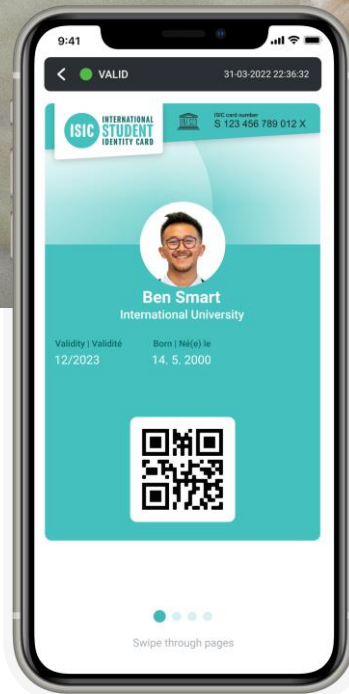 9:41
VALID
31-03-2022 22:36:32
ISIC
INTERNATIONAL
STUDENT
IDENTITY CARD
ISIC card number
S 123 456 789 012 X
Ben Smart
International University
Validity | Validité
Born | Né(e) le
12/2023
14. 5. 2000
Swipe through pages